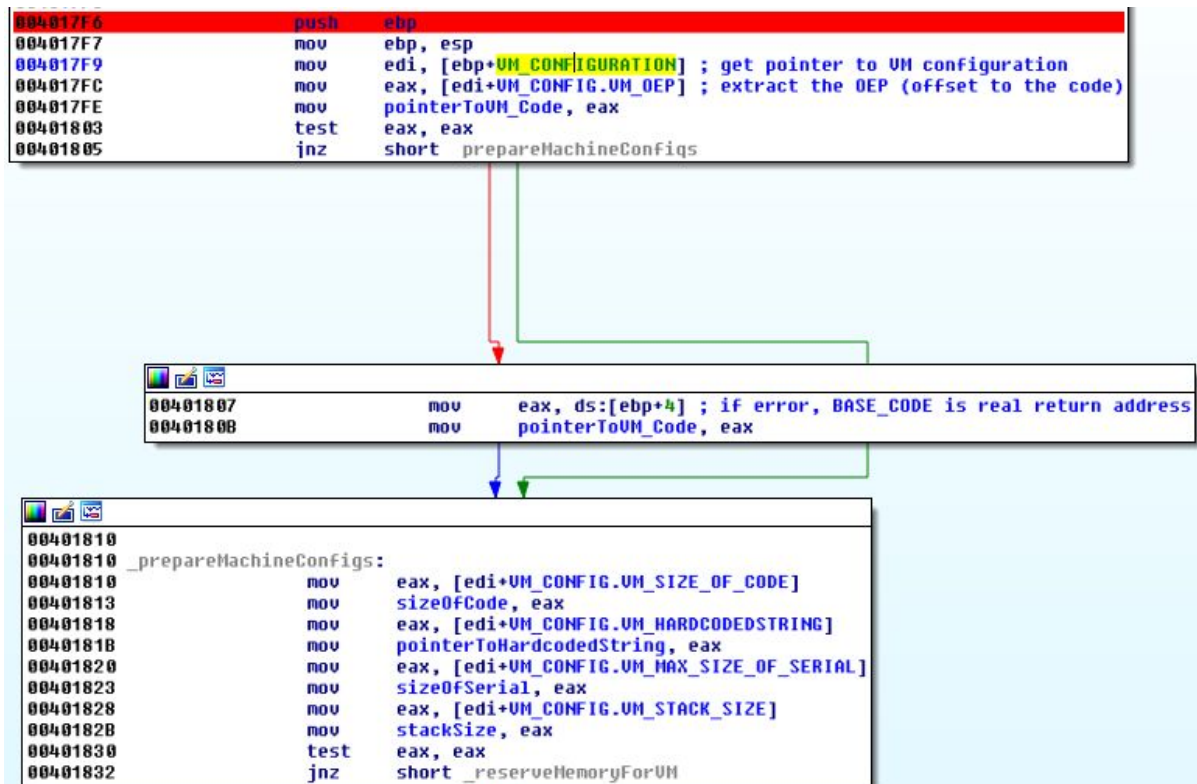 004017F6 push ebp
004017F7 mov ebp, esp
004017F9 mov edi, [ebp+VM_CONFIGURATION] ; get pointer to VM configuration
004017FC mov eax, [edi+VM_CONFIG.VM_OEP] ; extract the OEP (offset to the code)
004017FE mov pointerToVM_Code, eax
00401803 test eax, eax
00401805 jnz short _prepareMachineConfigs
00401807 mov eax, ds:[ebp+4] ; if error, BASE_CODE is real return address
0040180B mov pointerToVM_Code, eax
00401810
00401810 _prepareMachineConfigs:
00401810 mov eax, [edi+VM_CONFIG.VM_SIZE_OF_CODE]
00401813 mov sizeOfCode, eax
00401818 mov eax, [edi+VM_CONFIG.VM_HARDCODEDSTRING]
0040181B mov pointerToHardcodedString, eax
00401820 mov eax, [edi+VM_CONFIG.VM_MAX_SIZE_OF_SERIAL]
00401823 mov sizeOfSerial, eax
00401828 mov eax, [edi+VM_CONFIG.VM_STACK_SIZE]
0040182B mov stackSize, eax
00401830 test eax, eax
00401832 jnz short _reserveMemoryForVM